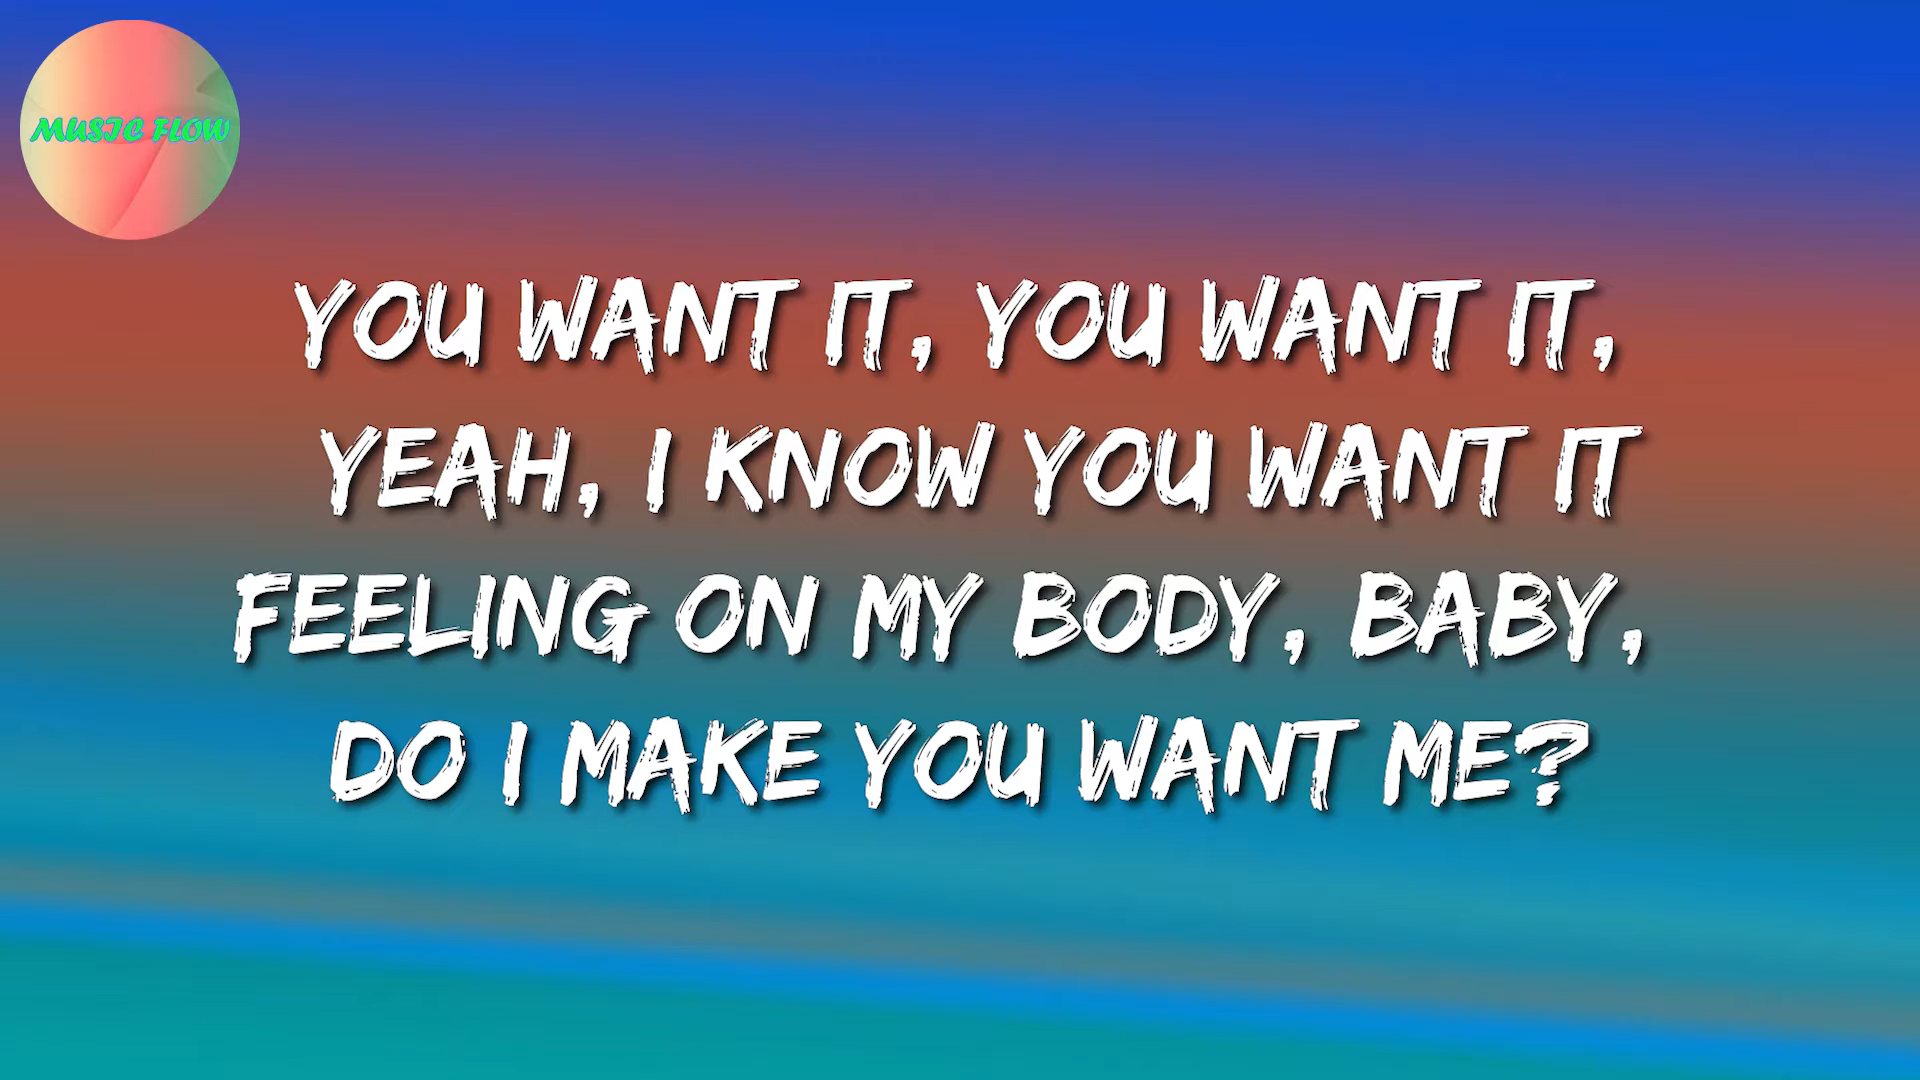 MUSIC FLOW
YOU WANT IT, YOU WANT IT,
YEAH, I KNOW YOU WANT IT
FEELING ON MY BODY, BABY,
DO I MAKE YOU WANT ME?